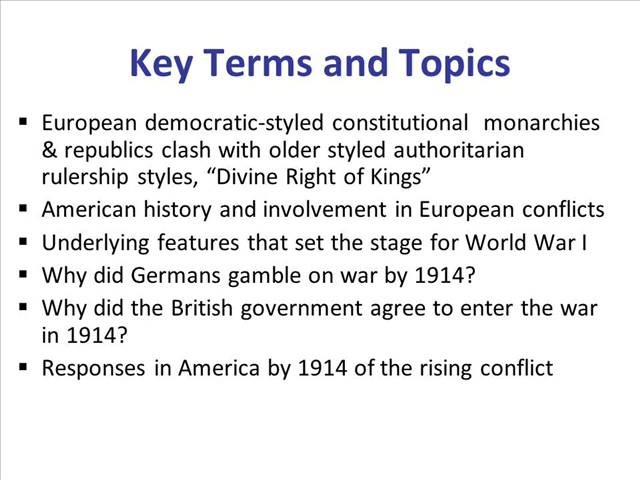 Key Terms and Topics
▪ European democratic-styled constitutional  monarchies
& republics clash with older styled authoritarian
rulership styles, “Divine Right of Kings”
▪ American history and involvement in European conflicts
▪ Underlying features that set the stage for World War I
▪ Why did Germans gamble on war by 1914?
▪ Why did the British government agree to enter the war
in 1914?
▪ Responses in America by 1914 of the rising conflict